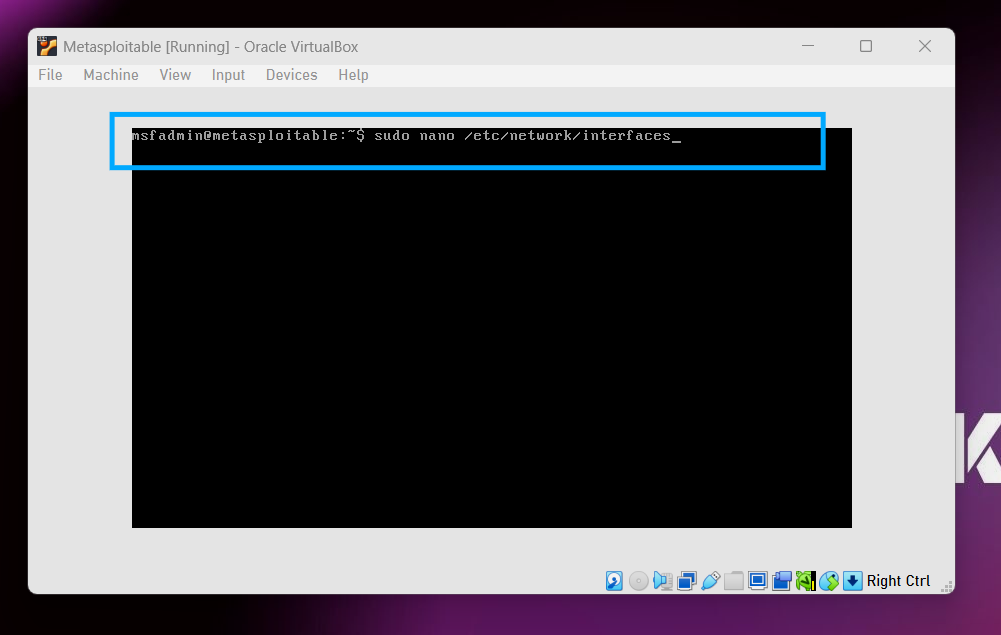 Metasploitable [Running] - Oracle VirtualBox
File Machine View Input Devices Help
msfadmin@metasploitable:~$ sudo nano /etc/network/interfaces_
K
Right Ctrl